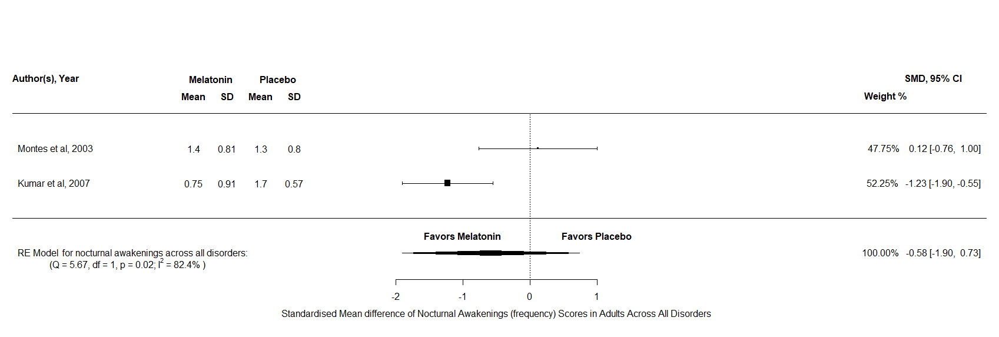 Author(s), Year Melatonin Placebo SMD, 95% CI
Mean SD Mean SD Weight %
Montes et al, 2003 1.4 0.81 1.3 0.8 47.75% 0.12 [-0.76, 1.00]
Kumar et al, 2007 0.75 0.91 1.7 0.57 52.25% -1.23 [-1.90, -0.55]
Favors Melatonin Favors Placebo
RE Model for nocturnal awakenings across all disorders: 100.00% -0.58 [-1.90, 0.73]
(Q = 5.67, df = 1, p = 0.02; I² = 82.4% )
-2 -1 0 1
Standardised Mean difference of Nocturnal Awakenings (frequency) Scores in Adults Across All Disorders